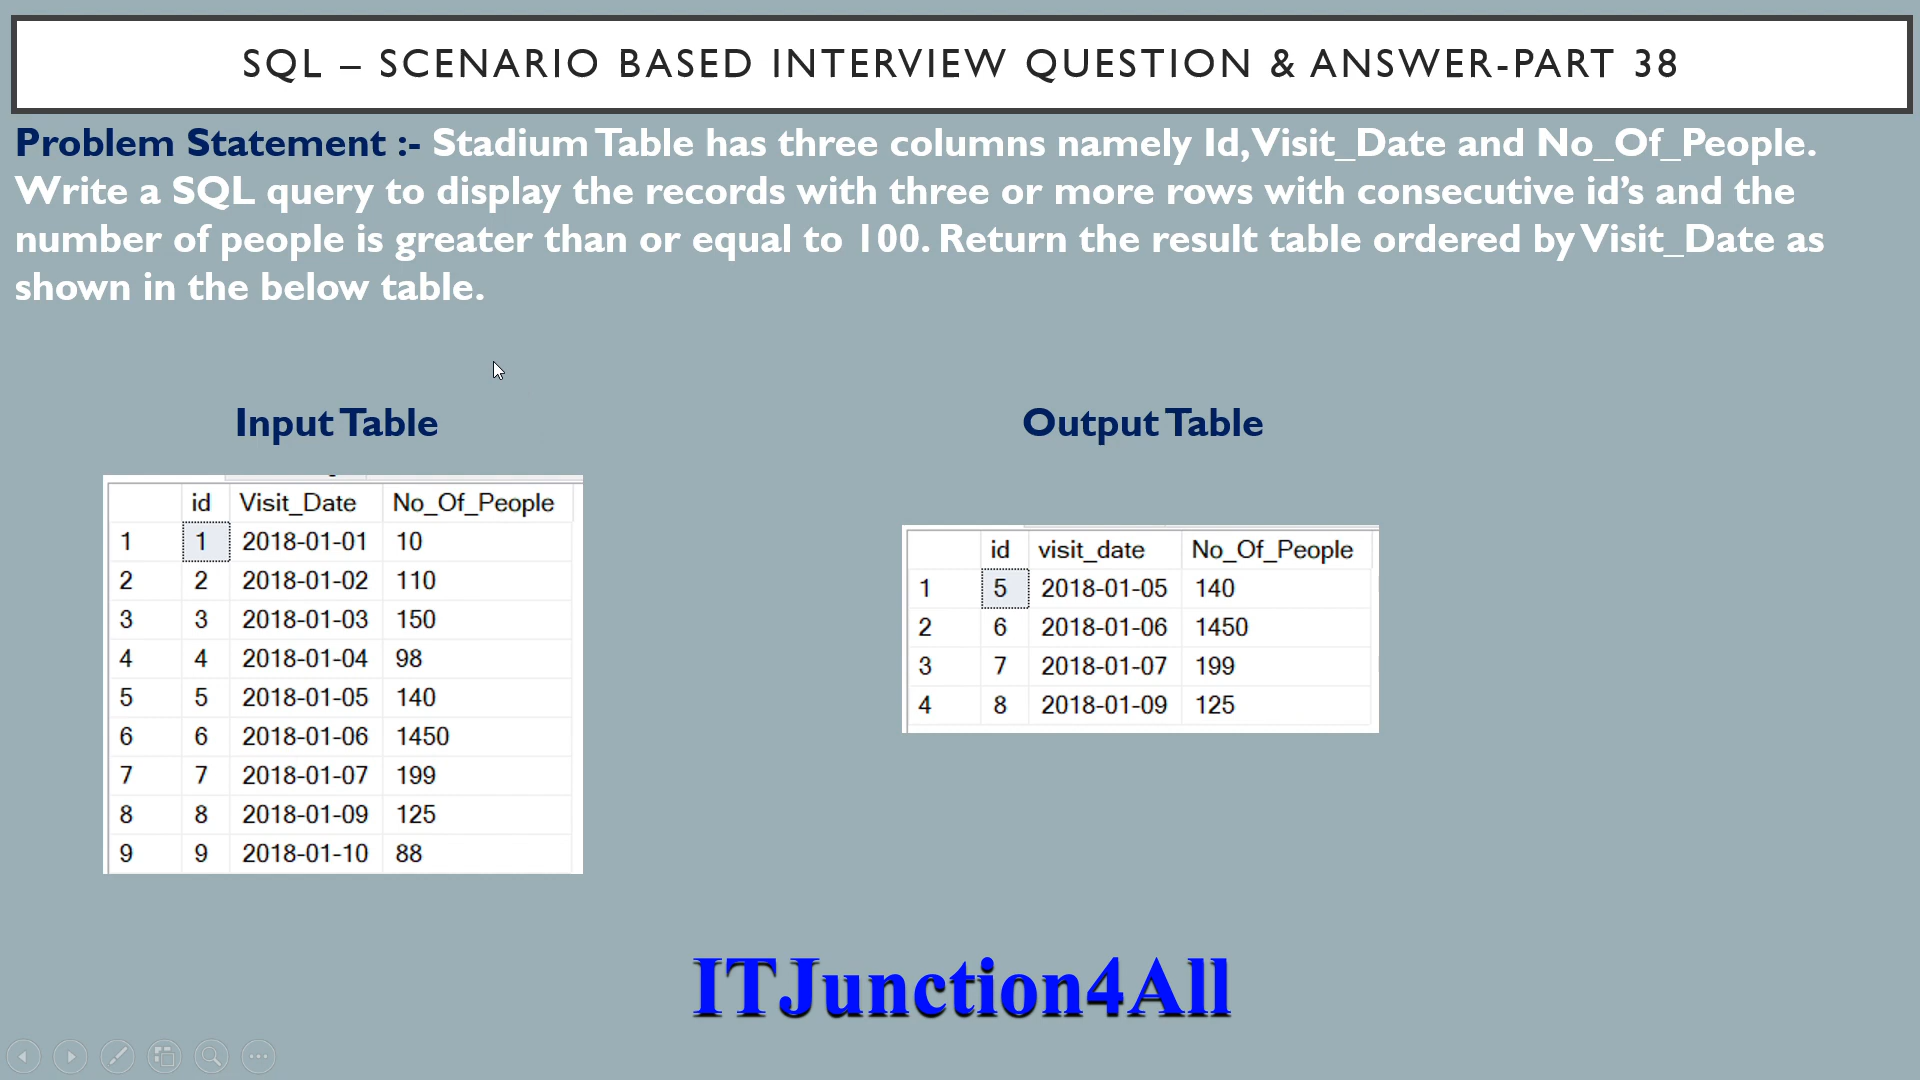 SQL – SCENARIO BASED INTERVIEW QUESTION & ANSWER-PART 38
Problem Statement :- Stadium Table has three columns namely Id,Visit_Date and No_Of_People.
Write a SQL query to display the records with three or more rows with consecutive id’s and the
number of people is greater than or equal to 100. Return the result table ordered by Visit_Date as
shown in the below table.
Input Table
id Visit_Date No_Of_People
1 1 2018-01-01 10
2 2 2018-01-02 110
3 3 2018-01-03 150
4 4 2018-01-04 98
5 5 2018-01-05 140
6 6 2018-01-06 1450
7 7 2018-01-07 199
8 8 2018-01-09 125
9 9 2018-01-10 88
Output Table
id visit_date No_Of_People
1 5 2018-01-05 140
2 6 2018-01-06 1450
3 7 2018-01-07 199
4 8 2018-01-09 125
ITJunction4All